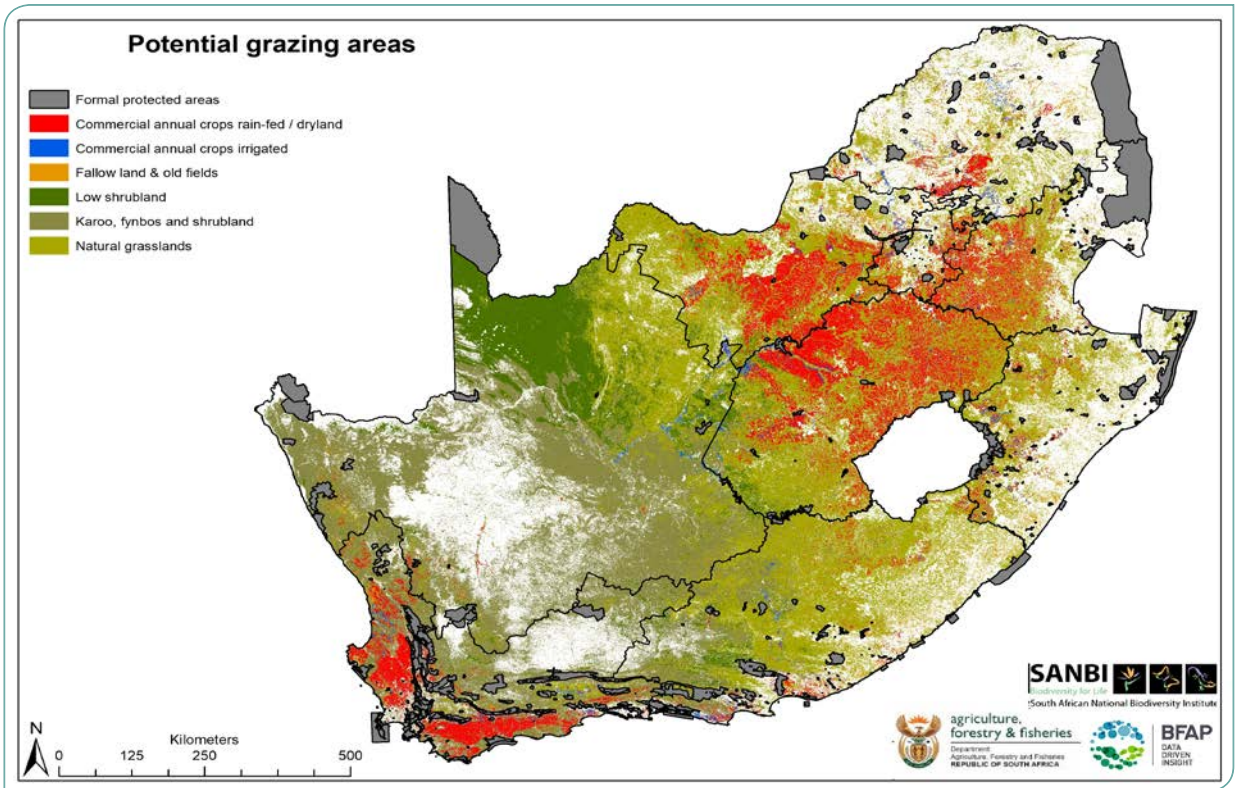 Potential grazing areas
Formal protected areas
Commercial annual crops rain-fed / dryland
Commercial annual crops irrigated
Fallow land & old fields
Low shrubland
Karoo, fynbos and shrubland
Natural grasslands
N
Kilometers
0 125 250 500
SANBI
Biodiversity for Life
South African National Biodiversity Institute
agriculture,
forestry & fisheries
Department
Agriculture, Forestry and Fisheries
REPUBLIC OF SOUTH AFRICA
BFAP
DATA
DRIVEN
INSIGHT